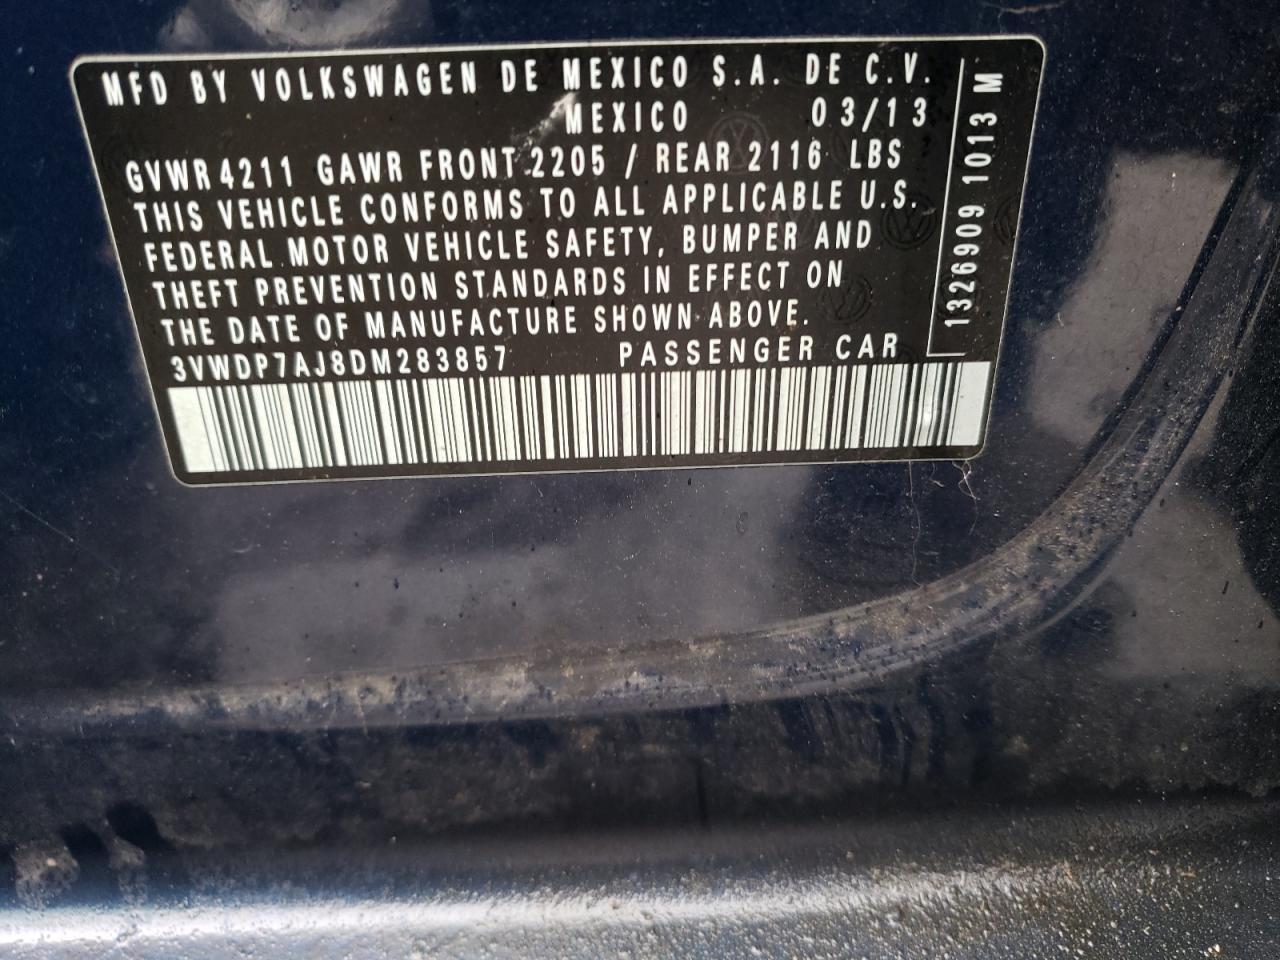 MFD BY VOLKSWAGEN DE MEXICO S.A. DE C.V.
MEXICO 03/13
GVWR 4211 GAWR FRONT 2205 / REAR 2116 LBS
THIS VEHICLE CONFORMS TO ALL APPLICABLE U.S.
FEDERAL MOTOR VEHICLE SAFETY, BUMPER AND
THEFT PREVENTION STANDARDS IN EFFECT ON
THE DATE OF MANUFACTURE SHOWN ABOVE.
3VWDP7AJ8DM283857 PASSENGER CAR
1326909 1013 M